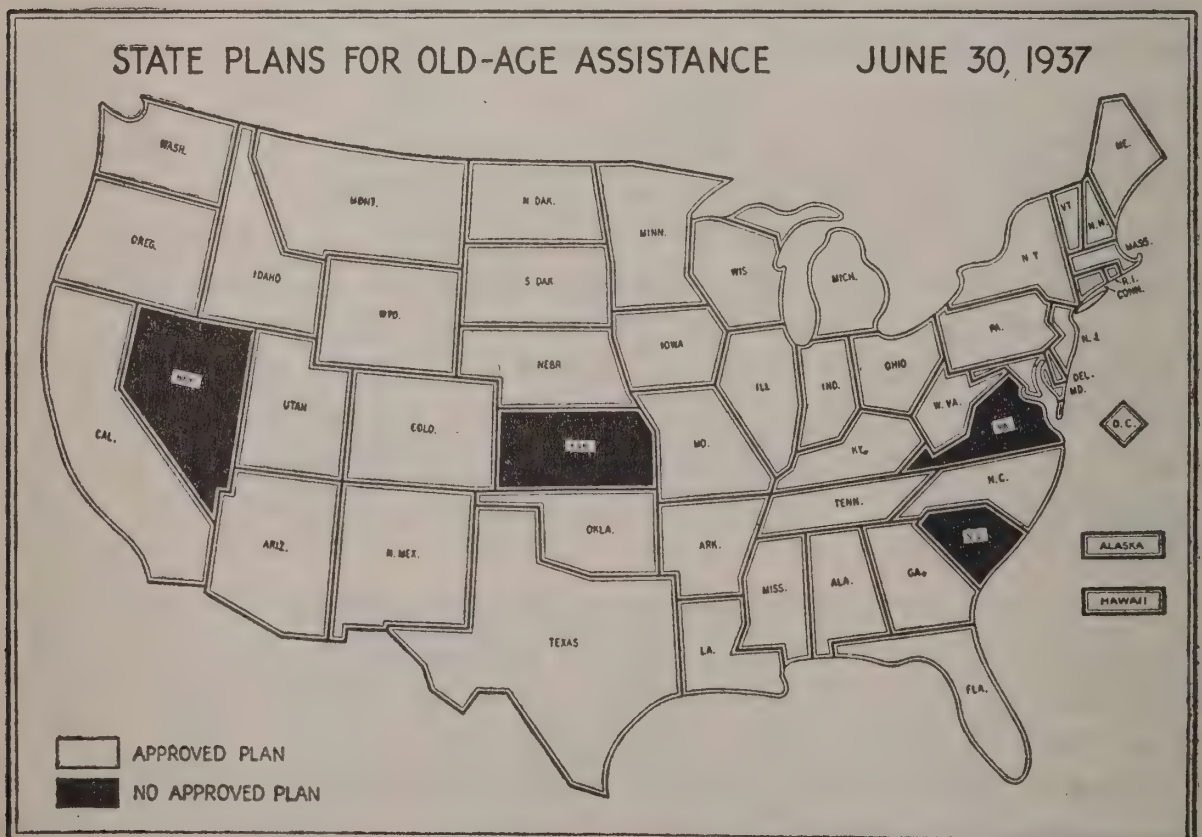 STATE PLANS FOR OLD-AGE ASSISTANCE JUNE 30, 1937
WASH.
MONT.
N DAK.
MINN.
ME.
VT.
N.H.
OREG.
IDAHO
S DAK
WIS
MICH.
N Y
MASS.
R.I.
CONN.
WYO.
NEBR
IOWA
PA.
N.J.
NEV
UTAH
COLO.
ILL
IND.
OHIO
W. VA.
DEL.
MD.
CAL.
MO.
KY.
VA
D.C.
ARIZ.
N. MEX.
OKLA.
ARK.
TENN.
N.C.
ALASKA
MISS.
ALA.
GA.
HAWAII
TEXAS
LA.
FLA.
APPROVED PLAN
NO APPROVED PLAN